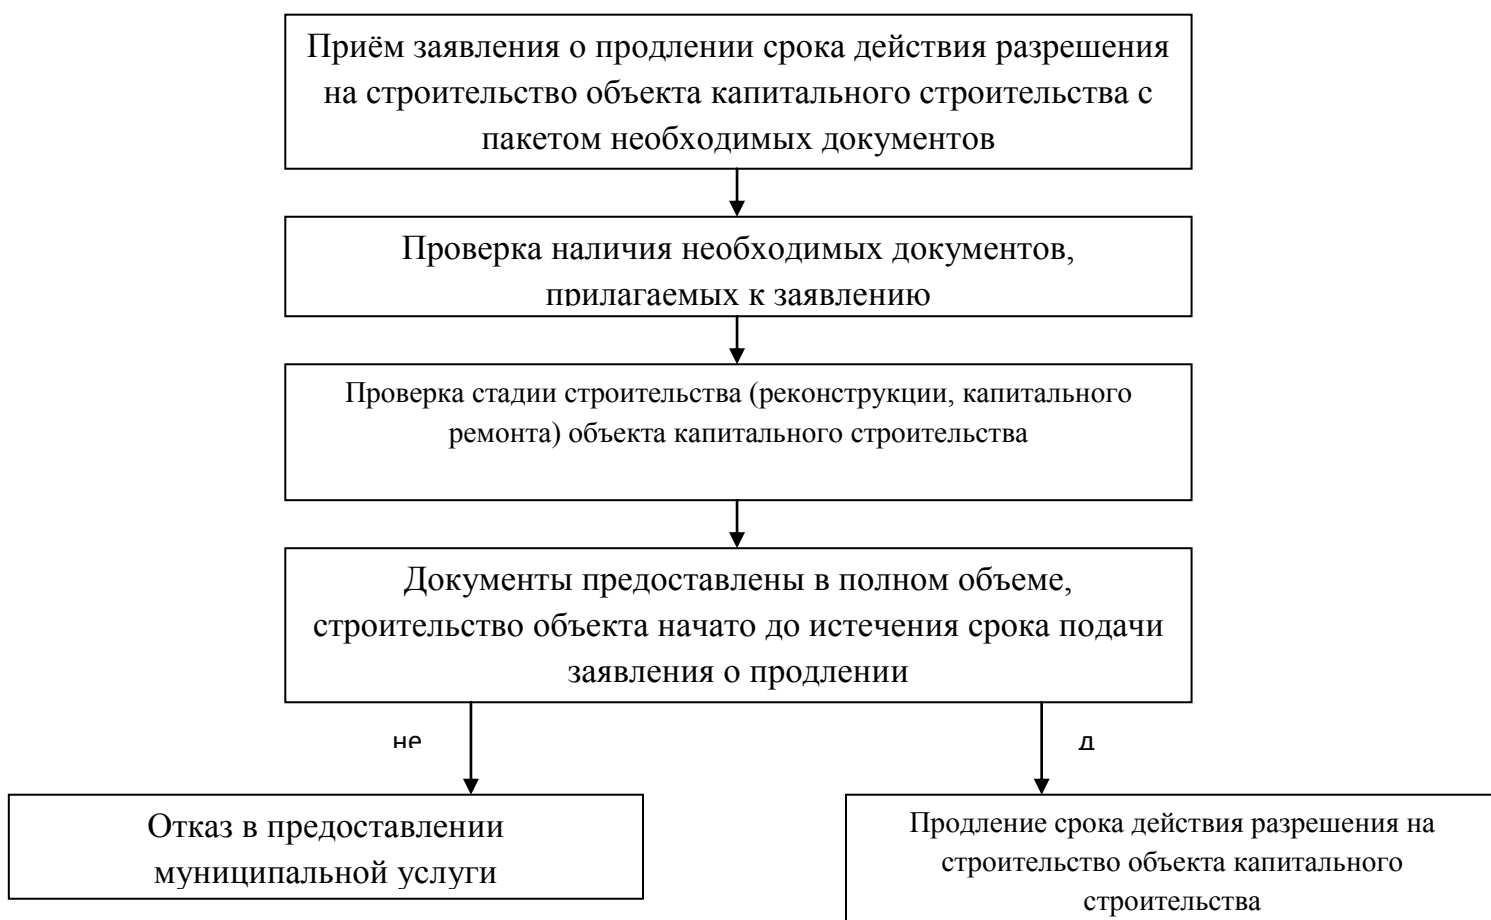 Приём заявления о продлении срока действия разрешения
на строительство объекта капитального строительства с
пакетом необходимых документов
Проверка наличия необходимых документов,
прилагаемых к заявлению
Проверка стадии строительства (реконструкции, капитального
ремонта) объекта капитального строительства
Документы предоставлены в полном объеме,
строительство объекта начато до истечения срока подачи
заявления о продлении
не
д
Отказ в предоставлении
муниципальной услуги
Продление срока действия разрешения на
строительство объекта капитального
строительства